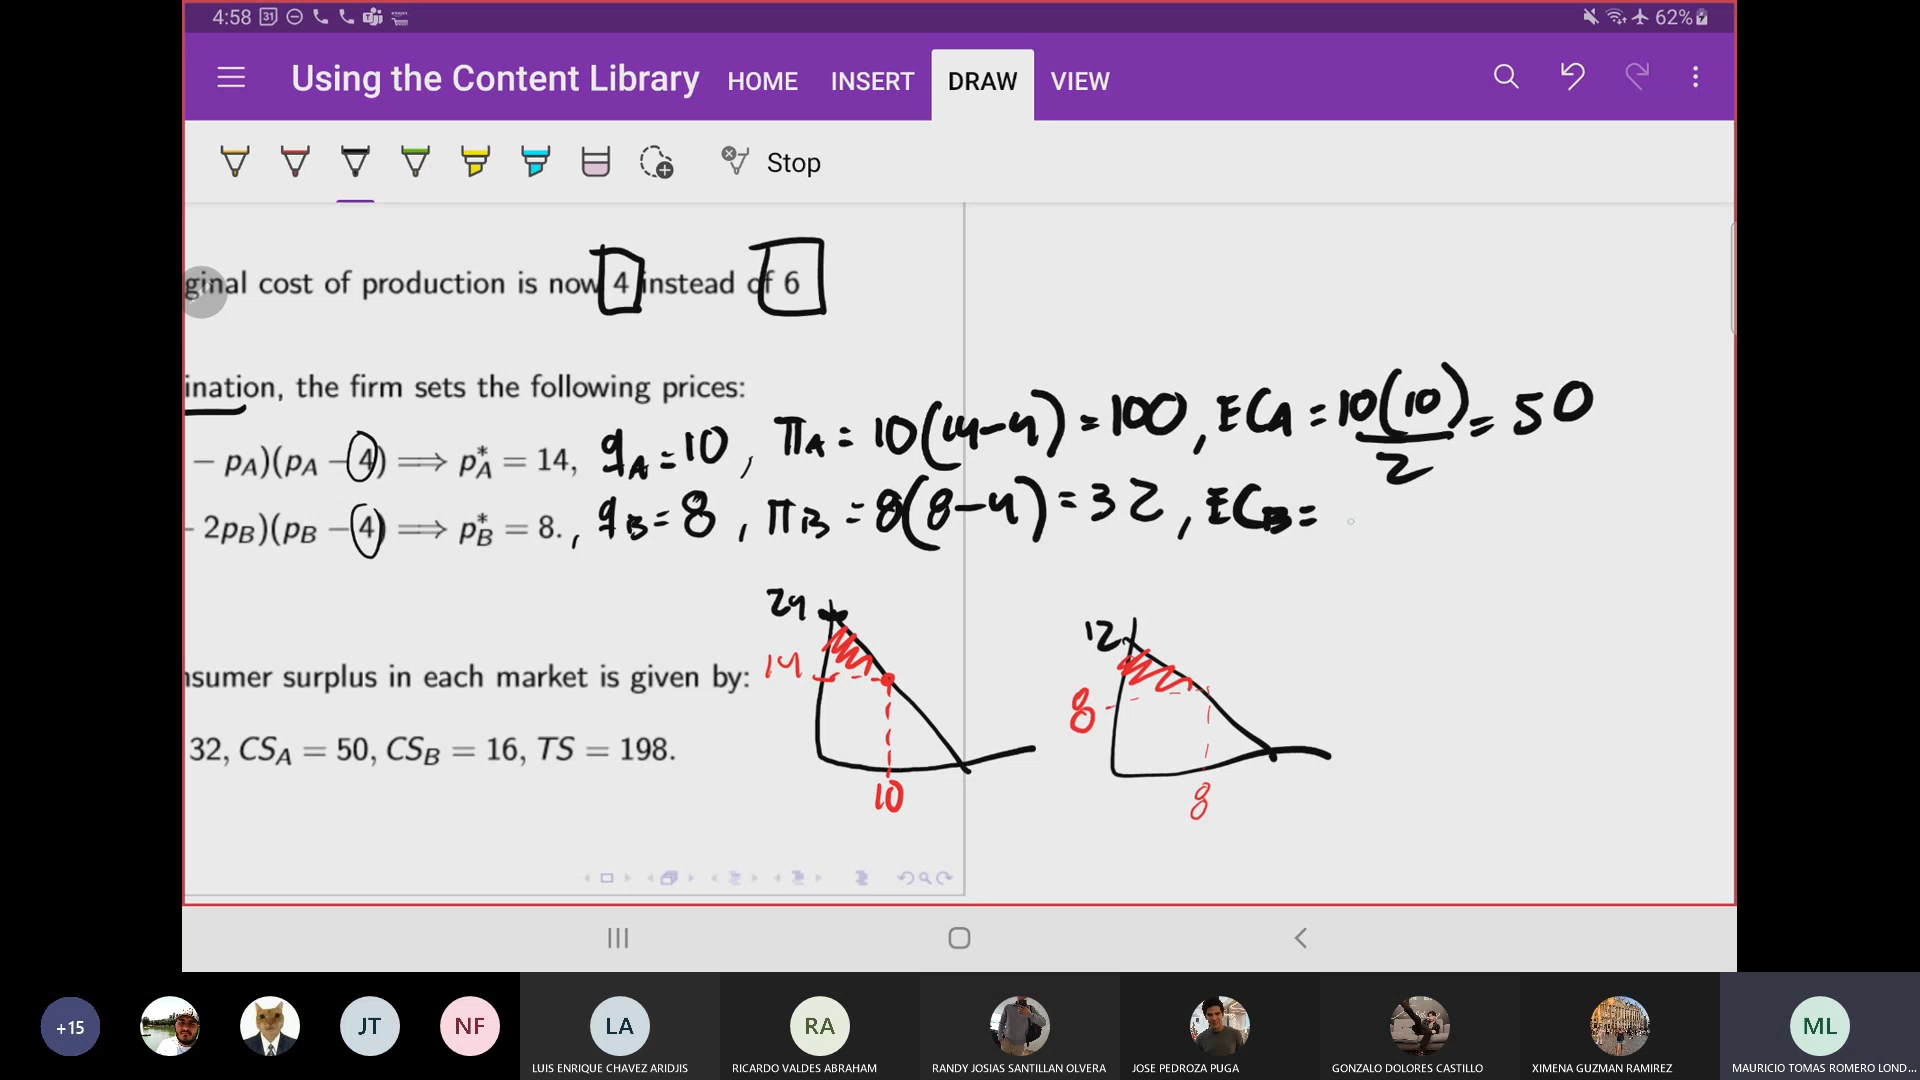 4:58 31 62%
Using the Content Library HOME INSERT DRAW VIEW
Stop
ginal cost of production is now 4 instead of 6
ination, the firm sets the following prices:
− pA)(pA − 4) ⟹ p*A = 14, qA = 10, πA = 10(14−4) = 100, ECA = 10(10)/2 = 50
− 2pB)(pB − 4) ⟹ p*B = 8. , qB = 8, πB = 8(8−4) = 32, ECB =
24
12
nsumer surplus in each market is given by: 14
8
32, CSA = 50, CSB = 16, TS = 198.
10
8
+15
JT
NF
LA
RA
ML
LUIS ENRIQUE CHAVEZ ARIDJIS
RICARDO VALDES ABRAHAM
RANDY JOSIAS SANTILLAN OLVERA
JOSE PEDROZA PUGA
GONZALO DOLORES CASTILLO
XIMENA GUZMAN RAMIREZ
MAURICIO TOMAS ROMERO LOND...